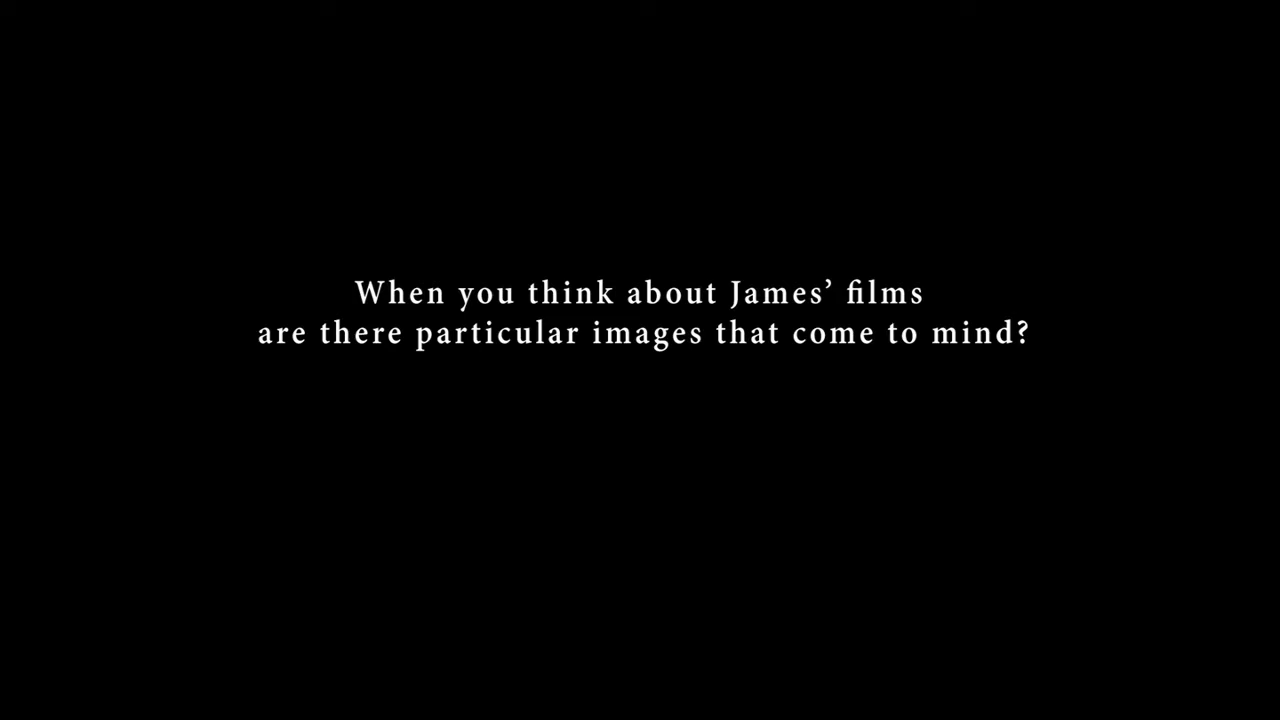 When you think about James’ films
are there particular images that come to mind?